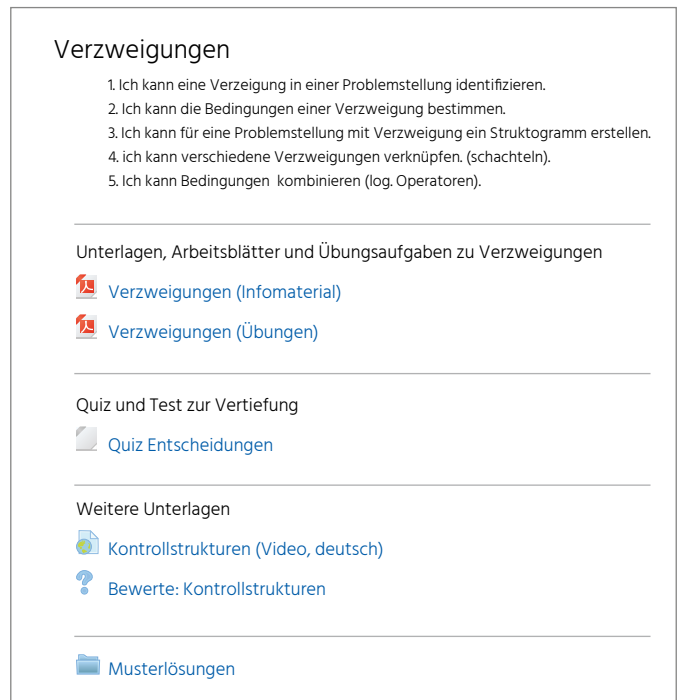 Verzweigungen
1. Ich kann eine Verzeigung in einer Problemstellung identifizieren.
2. Ich kann die Bedingungen einer Verzweigung bestimmen.
3. Ich kann für eine Problemstellung mit Verzweigung ein Struktogramm erstellen.
4. ich kann verschiedene Verzweigungen verknüpfen. (schachteln).
5. Ich kann Bedingungen kombinieren (log. Operatoren).
Unterlagen, Arbeitsblätter und Übungsaufgaben zu Verzweigungen
Verzweigungen (Infomaterial)
Verzweigungen (Übungen)
Quiz und Test zur Vertiefung
Quiz Entscheidungen
Weitere Unterlagen
Kontrollstrukturen (Video, deutsch)
Bewerte: Kontrollstrukturen
Musterlösungen